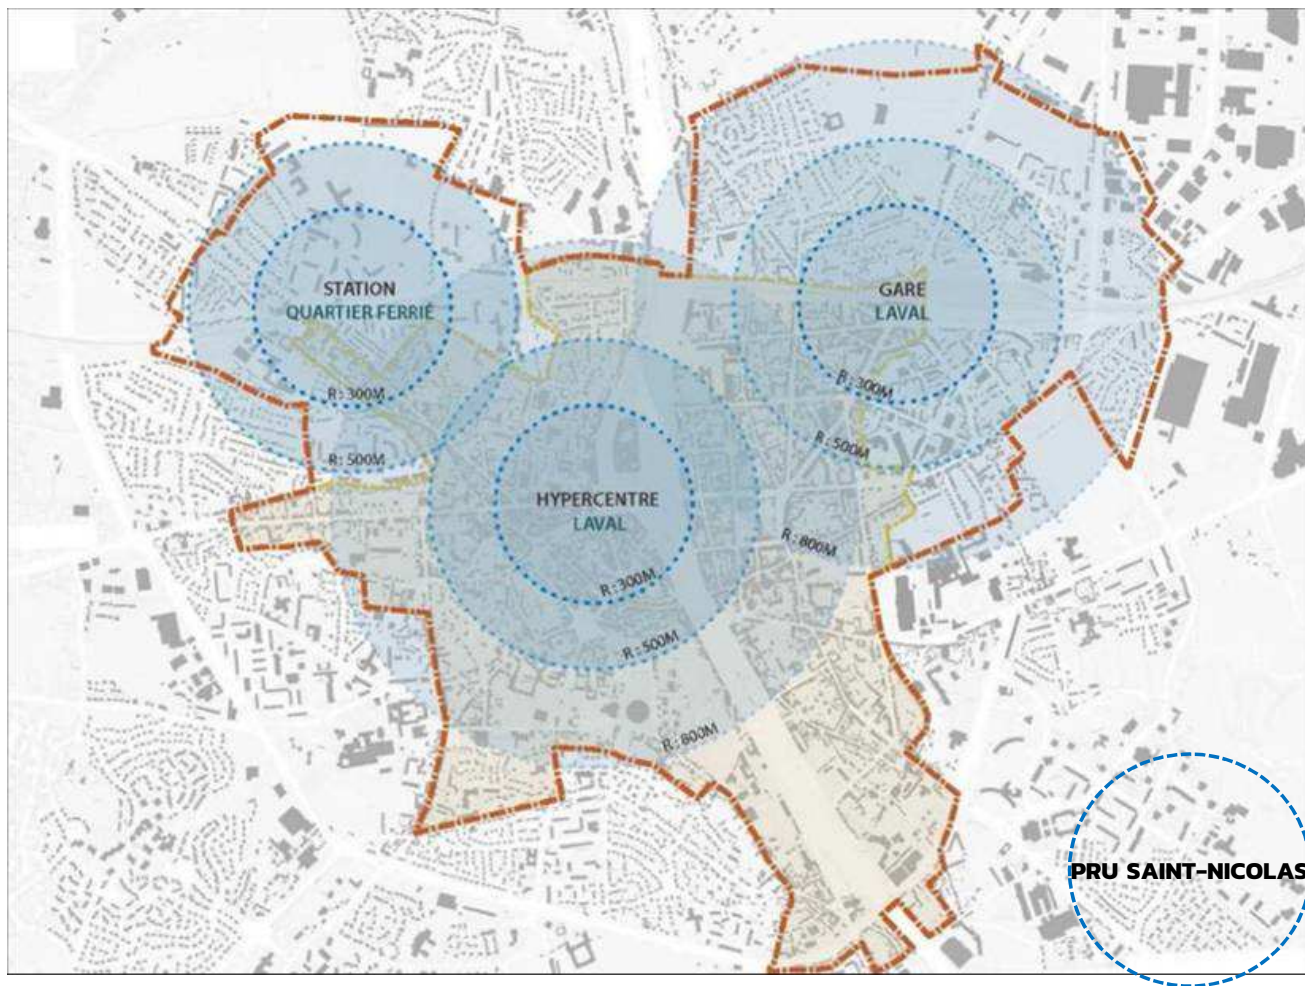 STATION
QUARTIER FERRIÉ
R : 300M
R : 500M
GARE
LAVAL
R : 300M
R : 500M
R : 800M
HYPERCENTRE
LAVAL
R : 300M
R : 500M
R : 800M
PRU SAINT-NICOLAS